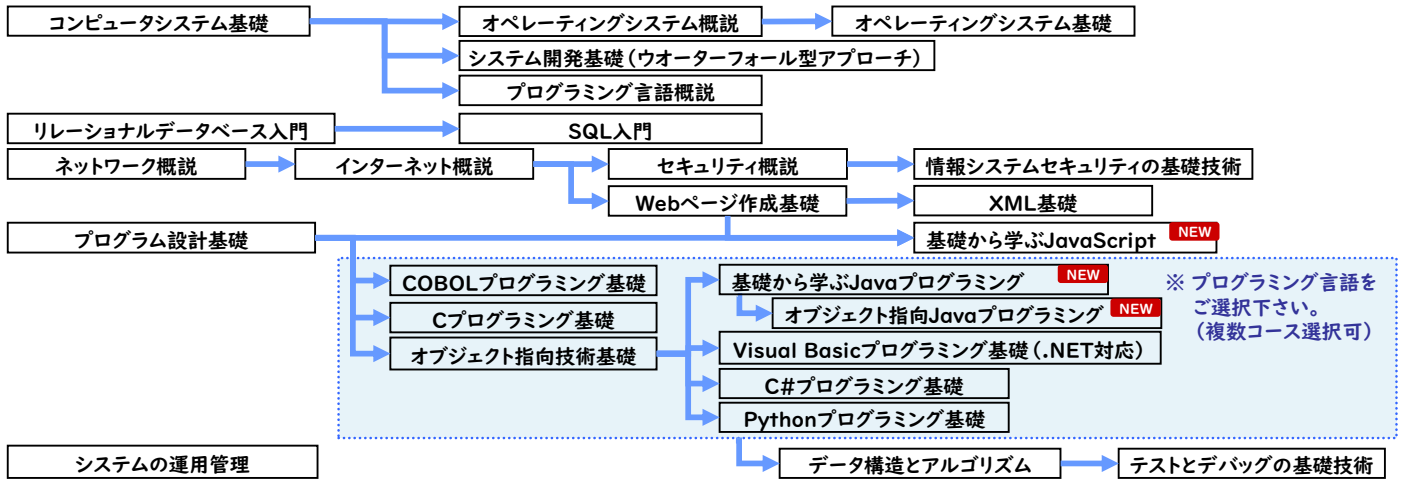 コンピュータシステム基礎
オペレーティングシステム概説
オペレーティングシステム基礎
システム開発基礎（ウオーターフォール型アプローチ）
プログラミング言語概説
リレーショナルデータベース入門
SQL入門
ネットワーク概説
インターネット概説
セキュリティ概説
情報システムセキュリティの基礎技術
Webページ作成基礎
XML基礎
プログラム設計基礎
基礎から学ぶJavaScript
NEW
COBOLプログラミング基礎
基礎から学ぶJavaプログラミング
NEW
※ プログラミング言語を
ご選択下さい。
（複数コース選択可）
Cプログラミング基礎
オブジェクト指向Javaプログラミング
NEW
オブジェクト指向技術基礎
Visual Basicプログラミング基礎（.NET対応）
C#プログラミング基礎
Pythonプログラミング基礎
システムの運用管理
データ構造とアルゴリズム
テストとデバッグの基礎技術